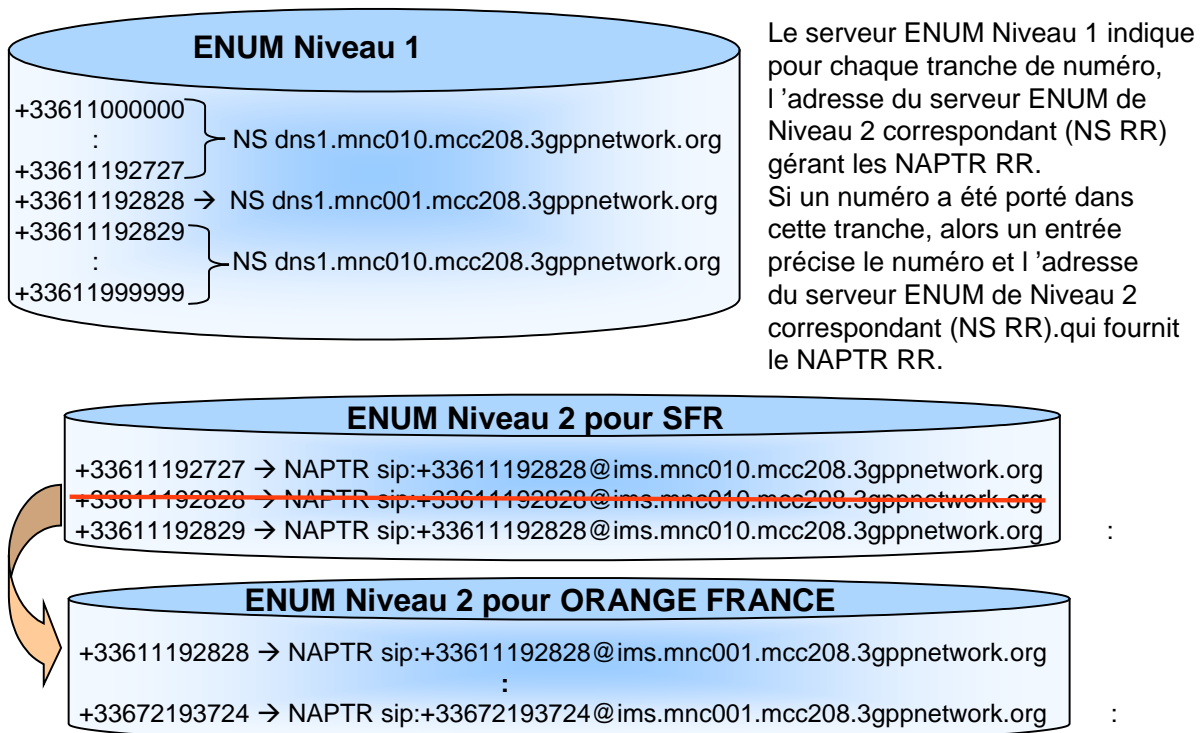 ENUM Niveau 1
+33611000000
:
NS dns1.mnc010.mcc208.3gppnetwork.org
+33611192727
+33611192828 → NS dns1.mnc001.mcc208.3gppnetwork.org
+33611192829
:
NS dns1.mnc010.mcc208.3gppnetwork.org
+33611999999
Le serveur ENUM Niveau 1 indique
pour chaque tranche de numéro,
l ’adresse du serveur ENUM de
Niveau 2 correspondant (NS RR)
gérant les NAPTR RR.
Si un numéro a été porté dans
cette tranche, alors un entrée
précise le numéro et l ’adresse
du serveur ENUM de Niveau 2
correspondant (NS RR).qui fournit
le NAPTR RR.
ENUM Niveau 2 pour SFR
+33611192727 → NAPTR sip:+33611192828@ims.mnc010.mcc208.3gppnetwork.org
+33611192828 → NAPTR sip:+33611192828@ims.mnc010.mcc208.3gppnetwork.org
+33611192829 → NAPTR sip:+33611192828@ims.mnc010.mcc208.3gppnetwork.org :
ENUM Niveau 2 pour ORANGE FRANCE
+33611192828 → NAPTR sip:+33611192828@ims.mnc001.mcc208.3gppnetwork.org
:
+33672193724 → NAPTR sip:+33672193724@ims.mnc001.mcc208.3gppnetwork.org :